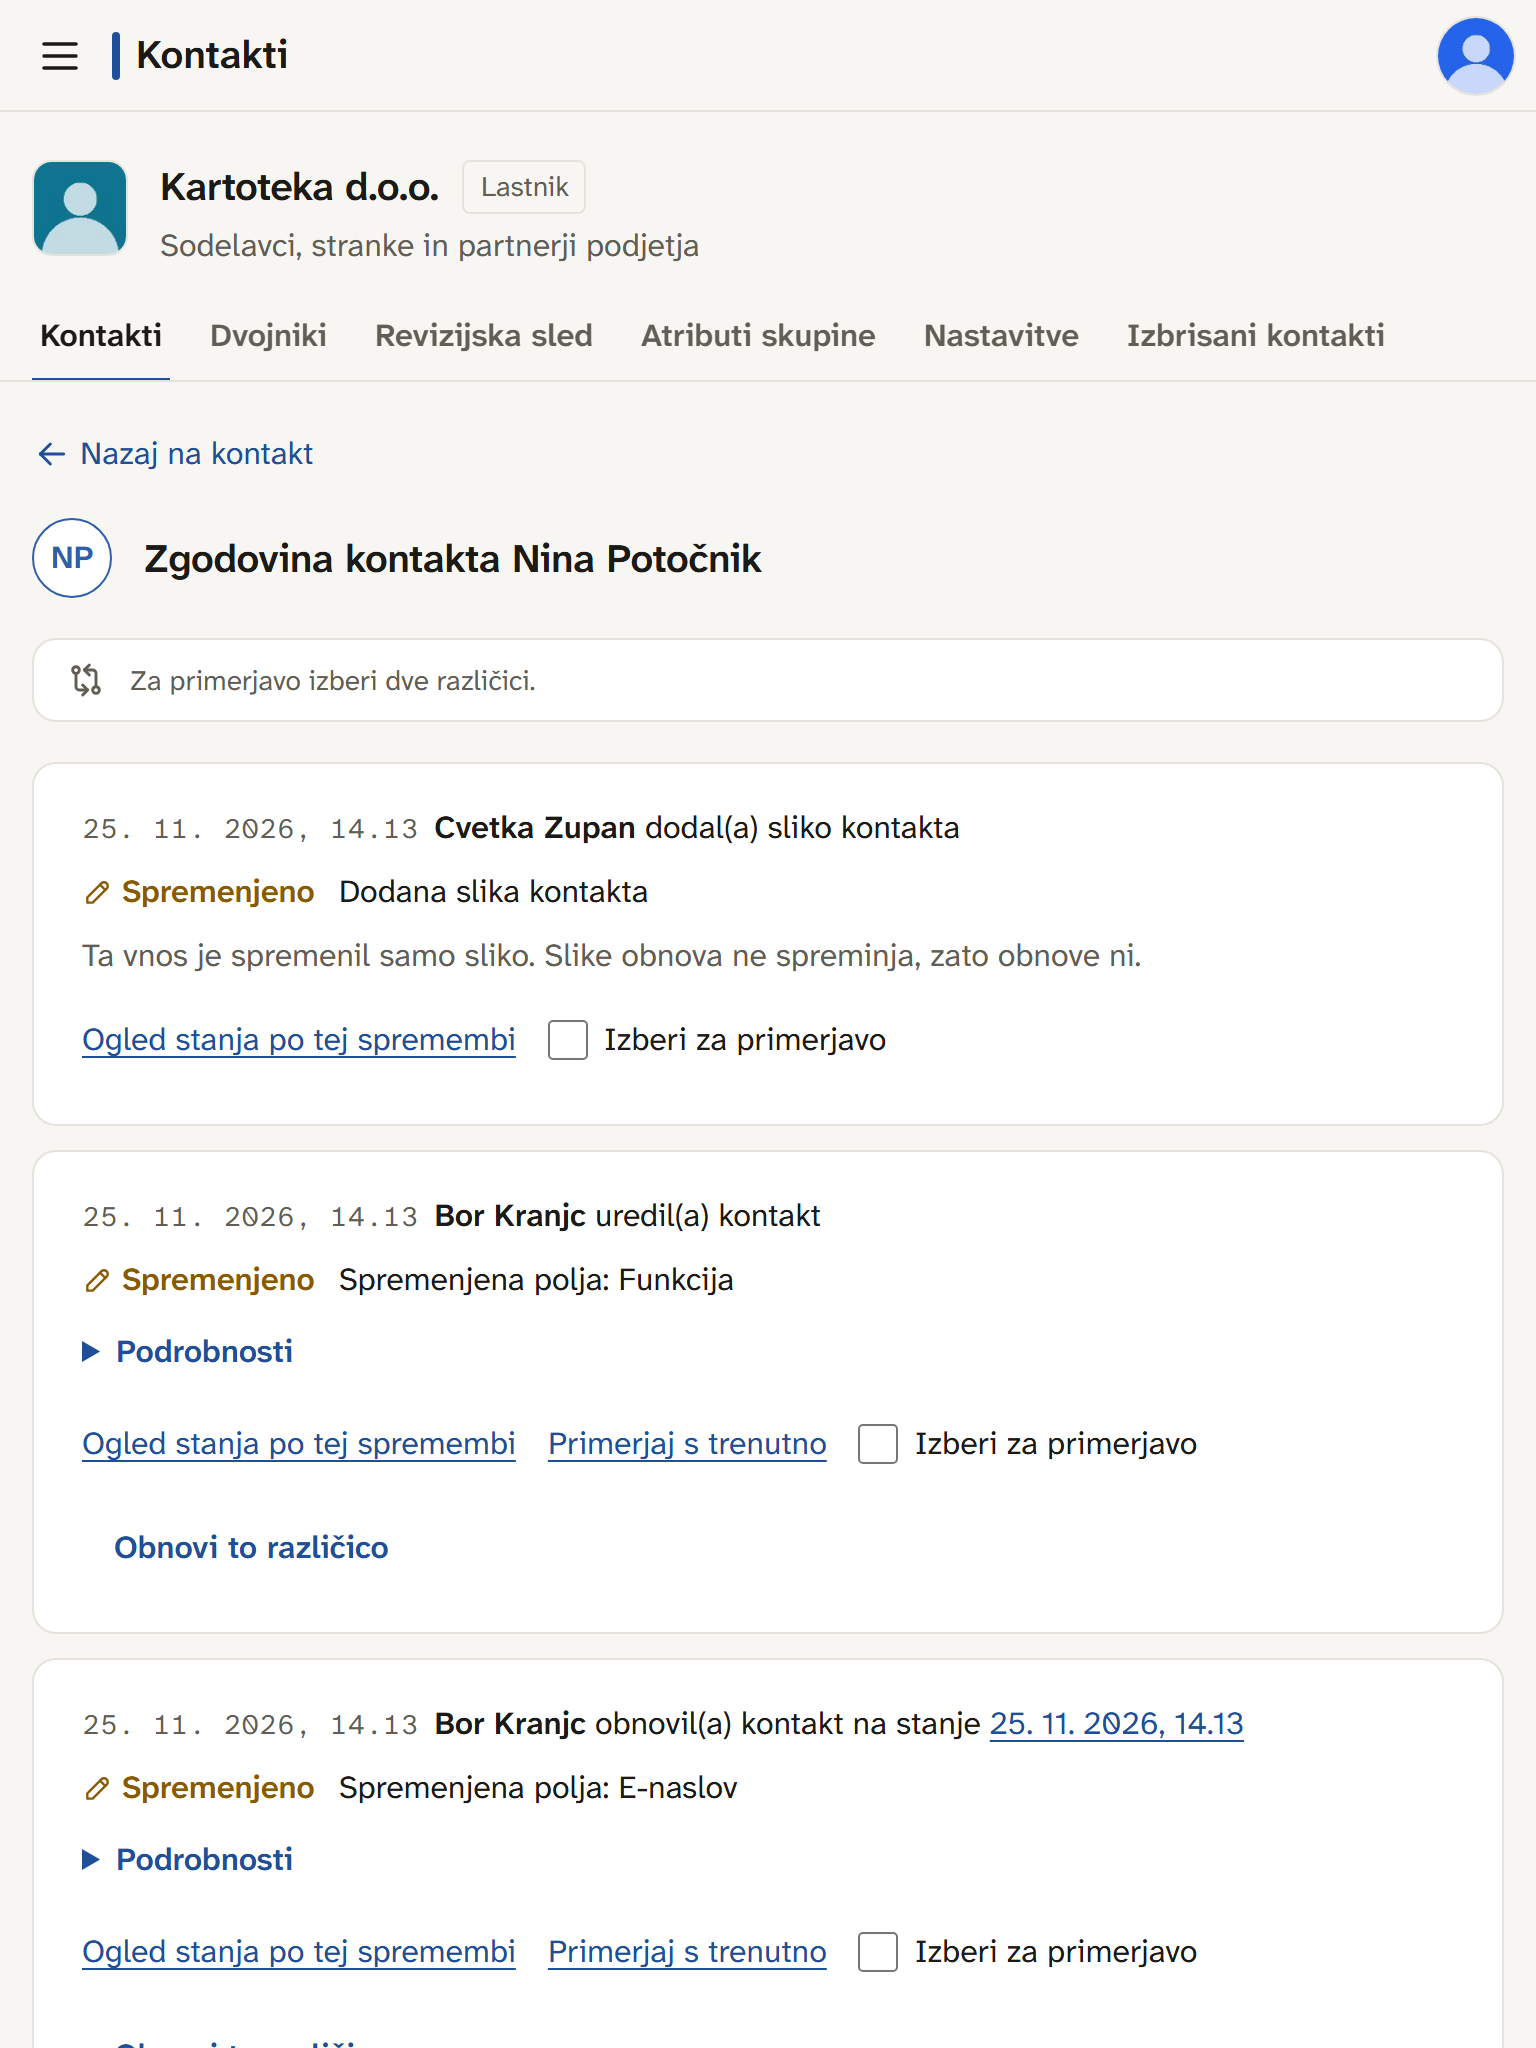 Kontakti
Kartoteka d.o.o. Lastnik
Sodelavci, stranke in partnerji podjetja
Kontakti Dvojniki Revizijska sled Atributi skupine Nastavitve Izbrisani kontakti
Nazaj na kontakt
NP Zgodovina kontakta Nina Potočnik
Za primerjavo izberi dve različici.
25. 11. 2026, 14.13 Cvetka Zupan dodal(a) sliko kontakta
Spremenjeno Dodana slika kontakta
Ta vnos je spremenil samo sliko. Slike obnova ne spreminja, zato obnove ni.
Ogled stanja po tej spremembi Izberi za primerjavo
25. 11. 2026, 14.13 Bor Kranjc uredil(a) kontakt
Spremenjeno Spremenjena polja: Funkcija
Podrobnosti
Ogled stanja po tej spremembi Primerjaj s trenutno Izberi za primerjavo
Obnovi to različico
25. 11. 2026, 14.13 Bor Kranjc obnovil(a) kontakt na stanje 25. 11. 2026, 14.13
Spremenjeno Spremenjena polja: E-naslov
Podrobnosti
Ogled stanja po tej spremembi Primerjaj s trenutno Izberi za primerjavo